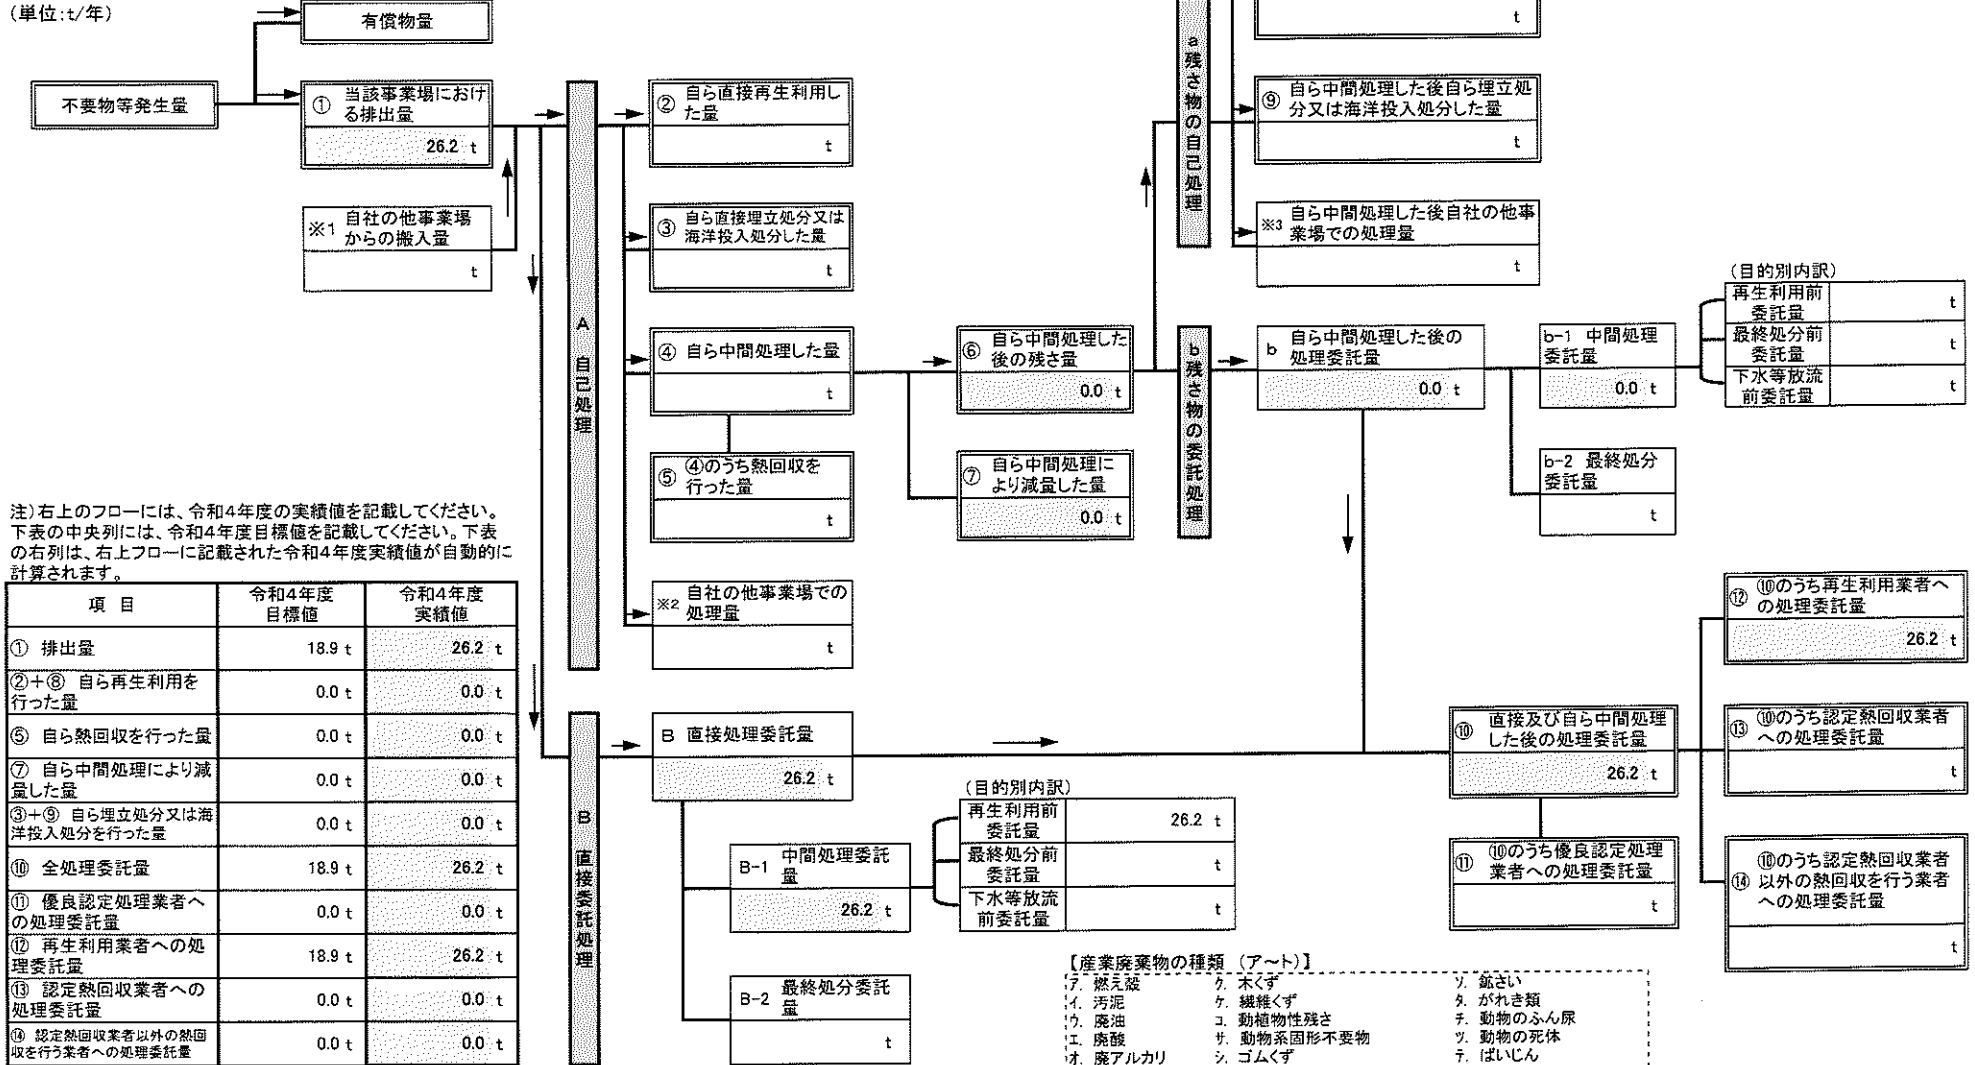 (単位:t/年)
有償物量
不要物等発生量
① 当該事業場におけ
る排出量
26.2 t
※1 自社の他事業場
からの搬入量
t
A 自己処理
② 自ら直接再生利用し
た量
t
③ 自ら直接埋立処分又は
海洋投入処分した量
t
④ 自ら中間処理した量
t
⑤ ④のうち熱回収を
行った量
t
※2 自社の他事業場での
処理量
t
⑥ 自ら中間処理した
後の残さ量
0.0 t
⑦ 自ら中間処理に
より減量した量
0.0 t
a 残さ物の自己処理
t
⑨ 自ら中間処理した後自ら埋立処
分又は海洋投入処分した量
t
※3 自ら中間処理した後自社の他事
業場での処理量
t
b 残さ物の委託処理
b 自ら中間処理した後の
処理委託量
0.0 t
b-1 中間処理
委託量
0.0 t
b-2 最終処分
委託量
t
(目的別内訳)
再生利用前
委託量
t
最終処分前
委託量
t
下水等放流
前委託量
t
注)右上のフローには、令和4年度の実績値を記載してください。
下表の中央列には、令和4年度目標値を記載してください。下表
の右列は、右上フローに記載された令和4年度実績値が自動的に
計算されます。
項 目 令和4年度 目標値 令和4年度 実績値
① 排出量 18.9 t 26.2 t
②+⑧ 自ら再生利用を
行った量 0.0 t 0.0 t
⑤ 自ら熱回収を行った量 0.0 t 0.0 t
⑦ 自ら中間処理により減
量した量 0.0 t 0.0 t
③+⑨ 自ら埋立処分又は海
洋投入処分を行った量 0.0 t 0.0 t
⑩ 全処理委託量 18.9 t 26.2 t
⑪ 優良認定処理業者へ
の処理委託量 0.0 t 0.0 t
⑫ 再生利用業者への処
理委託量 18.9 t 26.2 t
⑬ 認定熱回収業者への
処理委託量 0.0 t 0.0 t
⑭ 認定熱回収業者以外の熱回
収を行う業者への処理委託量 0.0 t 0.0 t
B 直接委託処理
B 直接処理委託量
26.2 t
B-1 中間処理委託
量
26.2 t
B-2 最終処分委託
量
t
(目的別内訳)
再生利用前
委託量
26.2 t
最終処分前
委託量
t
下水等放流
前委託量
t
⑩ 直接及び自ら中間処理
した後の処理委託量
26.2 t
⑪ ⑩のうち優良認定処理
業者への処理委託量
t
⑫ ⑩のうち再生利用業者へ
の処理委託量
26.2 t
⑬ ⑩のうち認定熱回収業者
への処理委託量
t
⑭ ⑩のうち認定熱回収業者
以外の熱回収を行う業者
への処理委託量
t
【産業廃棄物の種類 (ア~ト)】
ア. 燃え殻 ク. 木くず ソ. 鉱さい
イ. 汚泥 ケ. 繊維くず タ. がれき類
ウ. 廃油 コ. 動植物性残さ チ. 動物のふん尿
エ. 廃酸 サ. 動物系固形不要物 ツ. 動物の死体
オ. 廃アルカリ シ. ゴムくず テ. ばいじん